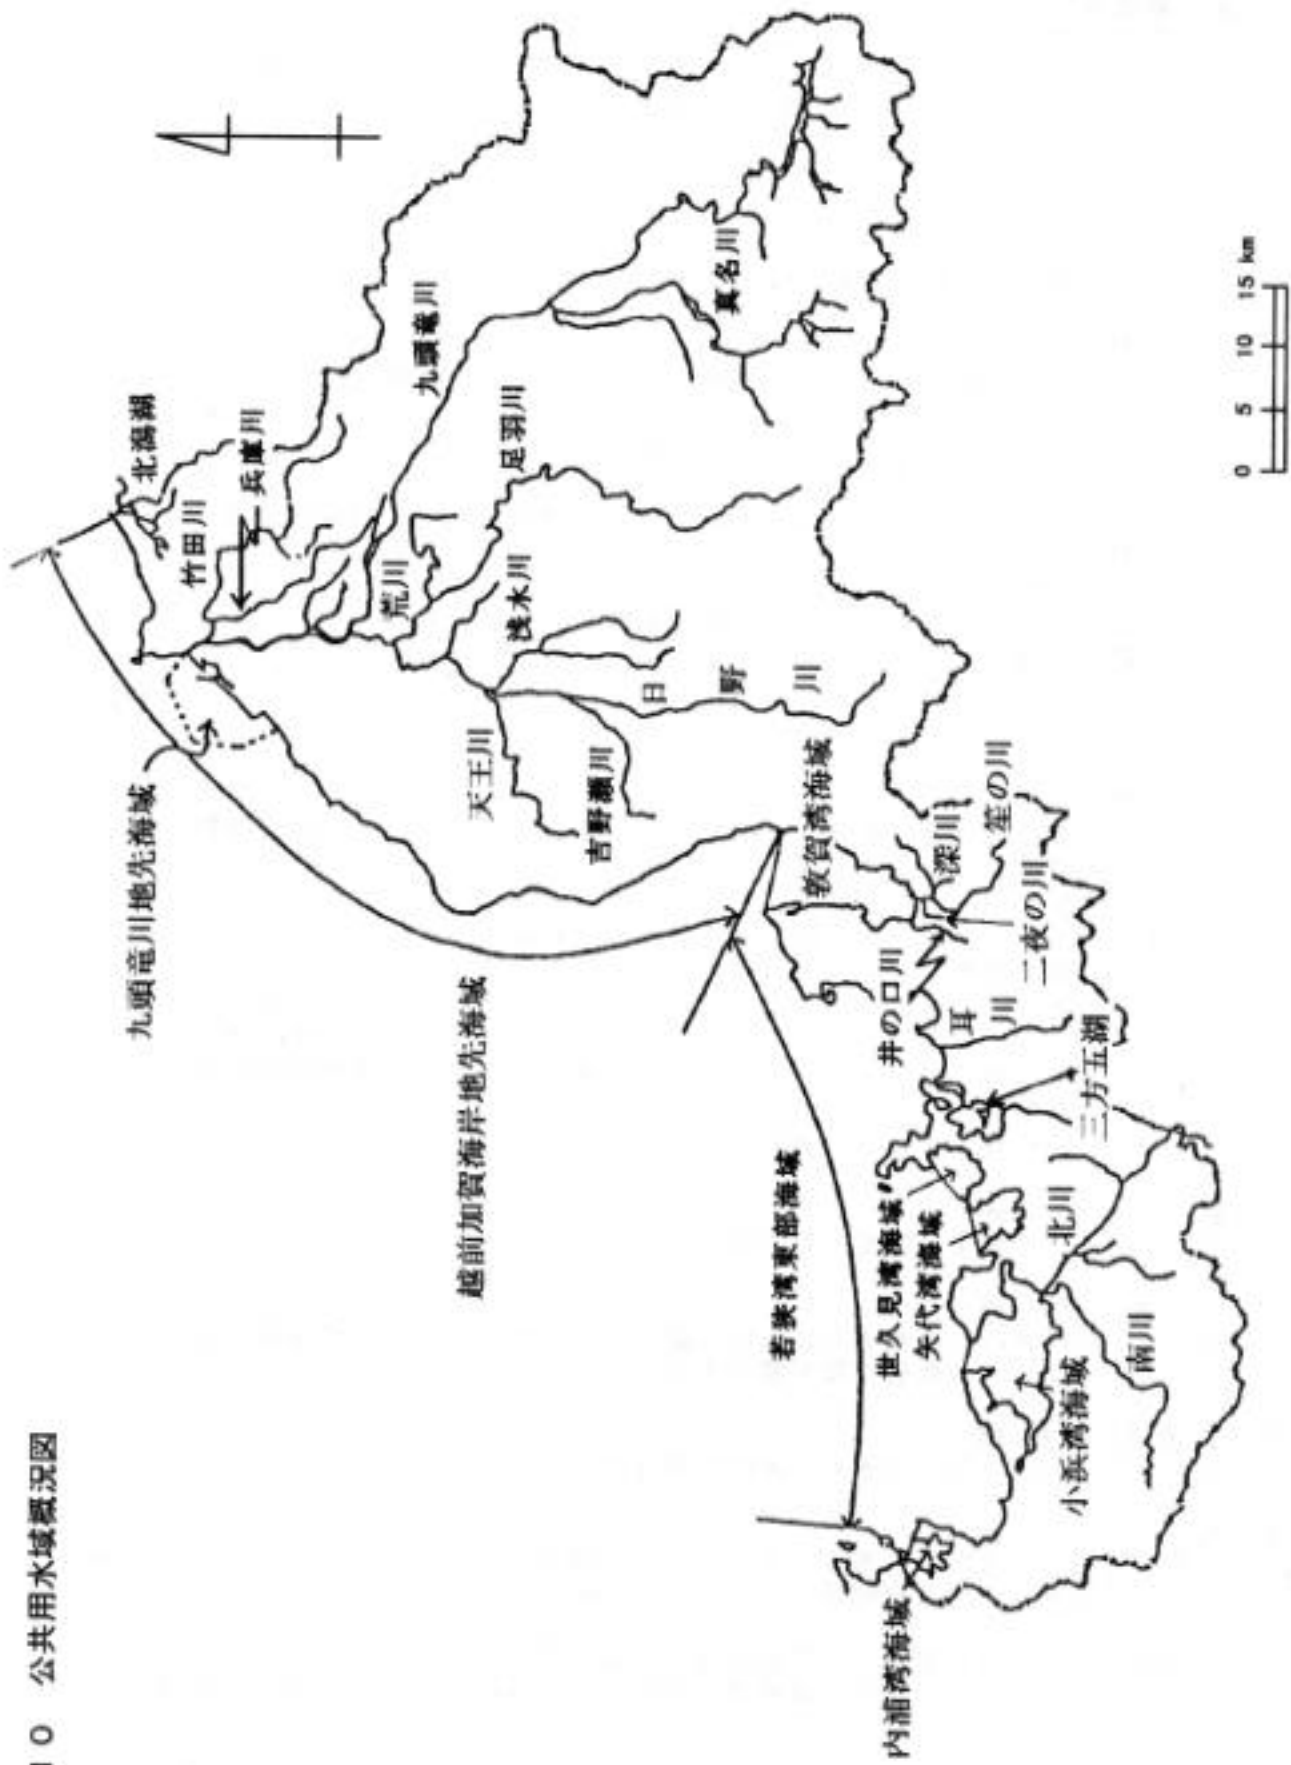 公共用水域概況図
北潟湖
竹田川
兵庫川
九頭竜川
九頭竜川地先海域
荒川
足羽川
浅水川
真名川
日野川
天王川
吉野瀬川
越前加賀海岸地先海域
敦賀湾海域
深川
笙の川
二夜の川
井の口川
耳川
三方五湖
若狭湾東部海域
世久見湾海域
矢代湾海域
北川
南川
小浜湾海域
内浦湾海域
0 5 10 15 km